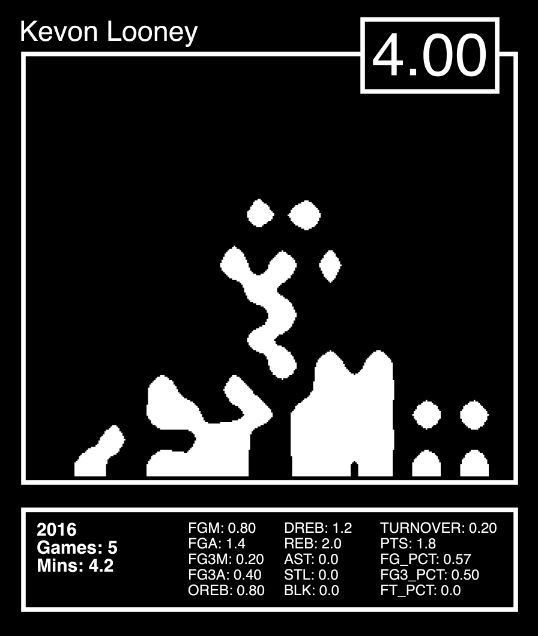 Kevon Looney
4.00
2016
Games: 5
Mins: 4.2
FGM: 0.80
FGA: 1.4
FG3M: 0.20
FG3A: 0.40
OREB: 0.80
DREB: 1.2
REB: 2.0
AST: 0.0
STL: 0.0
BLK: 0.0
TURNOVER: 0.20
PTS: 1.8
FG_PCT: 0.57
FG3_PCT: 0.50
FT_PCT: 0.0